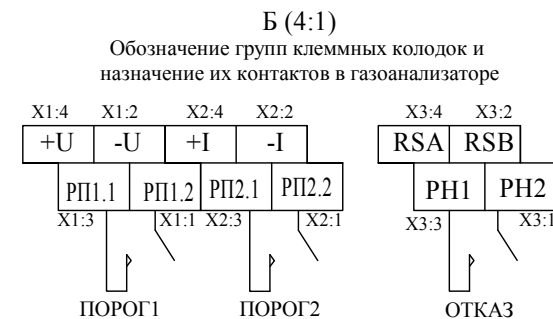 Б (4:1)
Обозначение групп клеммных колодок и
назначение их контактов в газоанализаторе
X1:4 X1:2 X2:4 X2:2 X3:4 X3:2
+U -U +I -I RSA RSB
РП1.1 РП1.2 РП2.1 РП2.2 РН1 РН2
X1:3 X1:1 X2:3 X2:1 X3:3 X3:1
ПОРОГ1 ПОРОГ2 ОТКАЗ